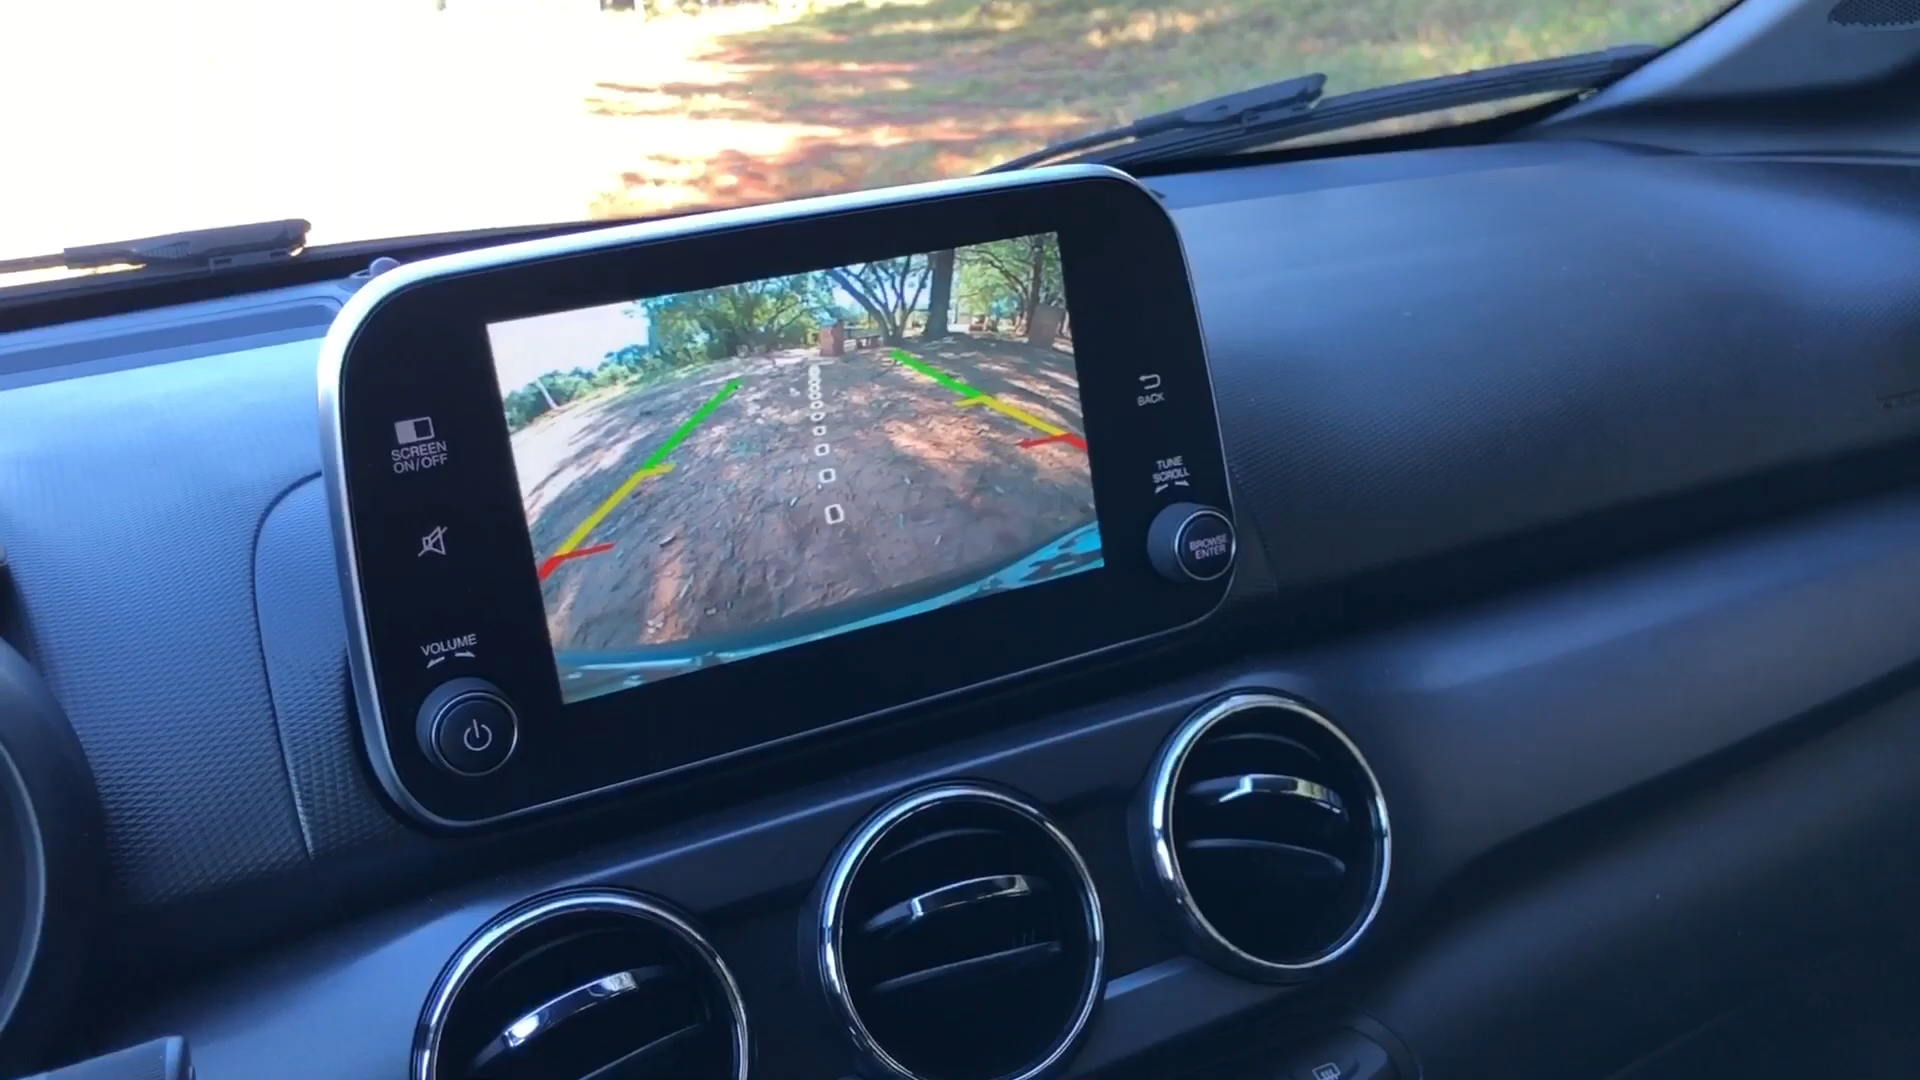 SCREEN
ON/OFF
VOLUME
BACK
TUNE
SCROLL
BROWSE
ENTER